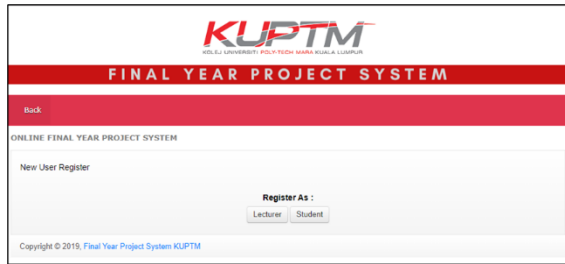 KUPTM
KOLEJ UNIVERSITI POLY-TECH MARA KUALA LUMPUR
FINAL YEAR PROJECT SYSTEM
Back
ONLINE FINAL YEAR PROJECT SYSTEM
New User Register
Register As :
Lecturer Student
Copyright © 2019, Final Year Project System KUPTM